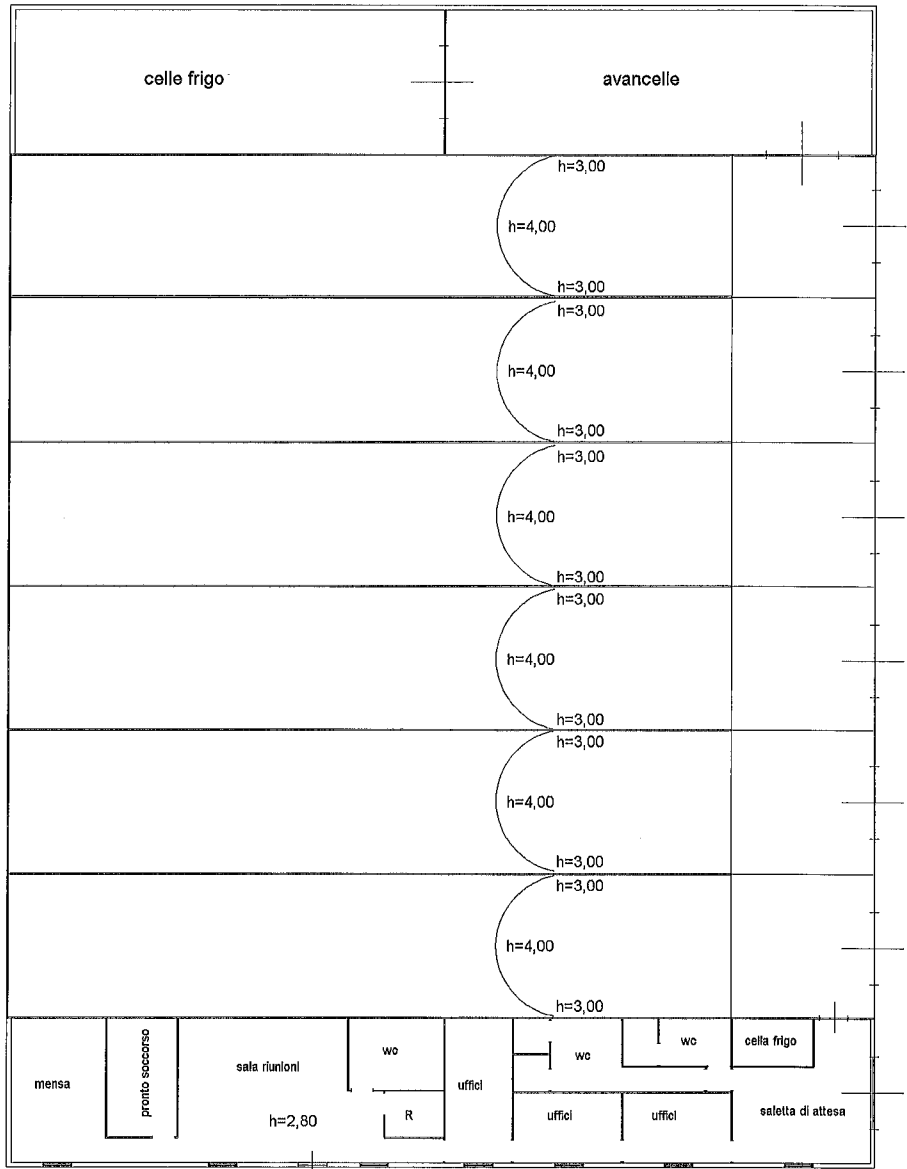 celle frigo
avancelle
h=3,00
h=4,00
h=3,00
h=3,00
h=4,00
h=3,00
h=3,00
h=4,00
h=3,00
h=3,00
h=4,00
h=3,00
h=3,00
h=4,00
h=3,00
h=3,00
h=4,00
h=3,00
mensa
pronto soccorso
sala riunioni
wc
uffici
wc
wc
cella frigo
R
h=2,80
uffici
uffici
saletta di attesa